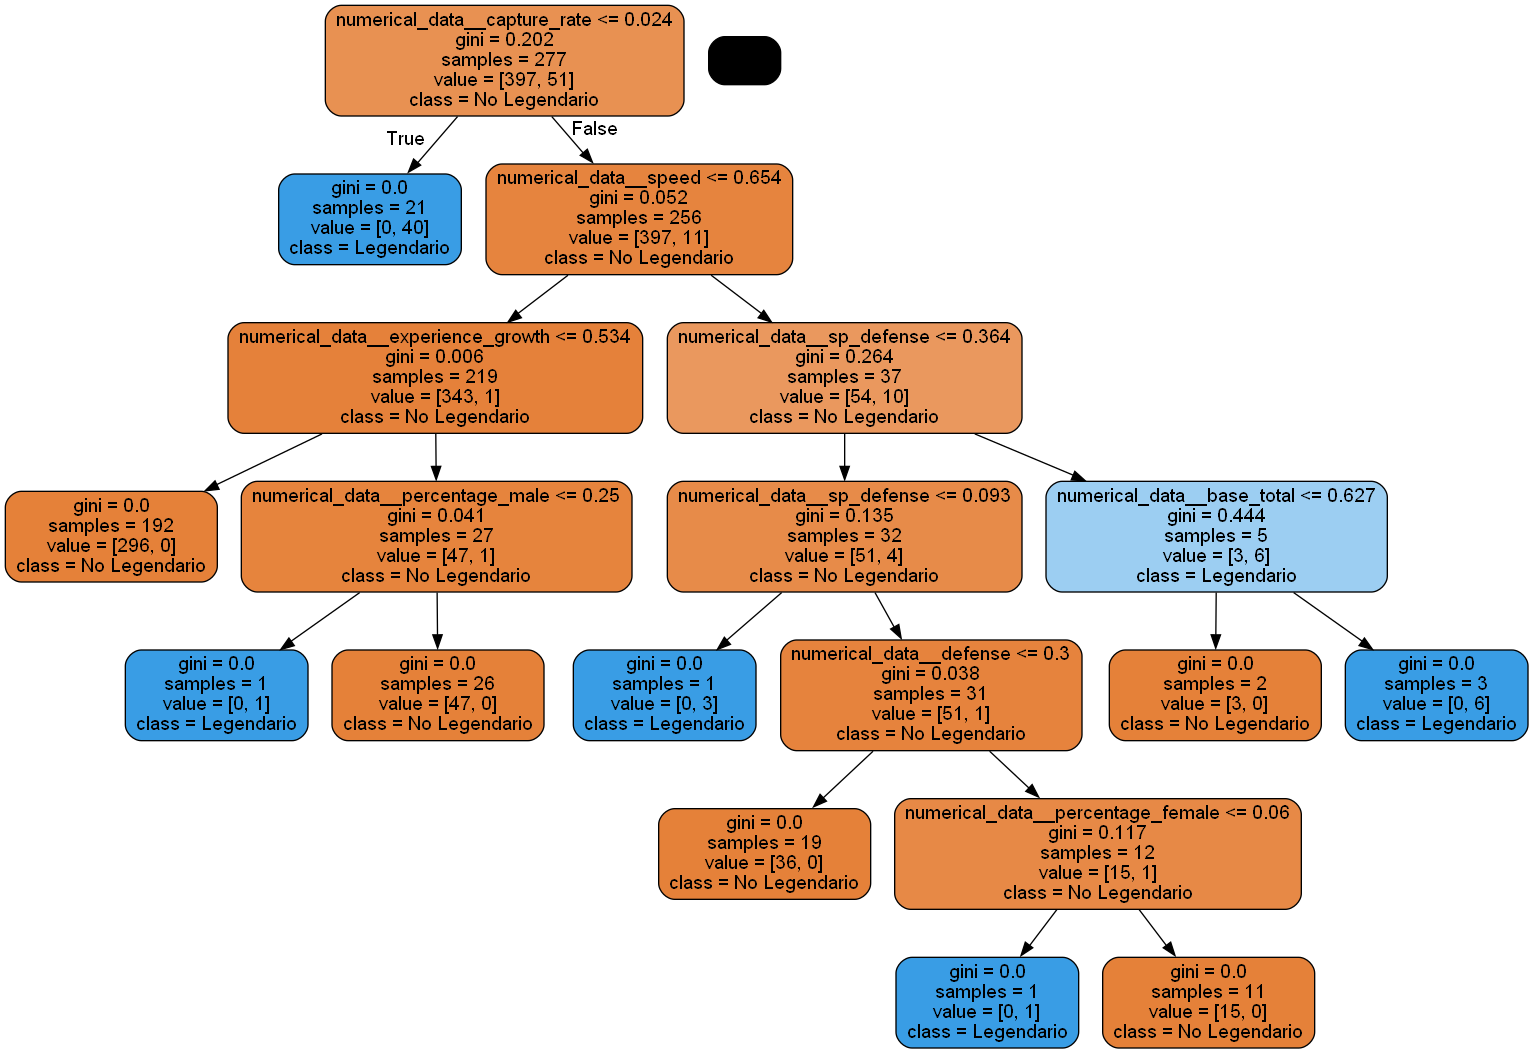 numerical_data__capture_rate <= 0.024
gini = 0.202
samples = 277
value = [397, 51]
class = No Legendario
True
False
gini = 0.0
samples = 21
value = [0, 40]
class = Legendario
numerical_data__speed <= 0.654
gini = 0.052
samples = 256
value = [397, 11]
class = No Legendario
numerical_data__experience_growth <= 0.534
gini = 0.006
samples = 219
value = [343, 1]
class = No Legendario
numerical_data__sp_defense <= 0.364
gini = 0.264
samples = 37
value = [54, 10]
class = No Legendario
gini = 0.0
samples = 192
value = [296, 0]
class = No Legendario
numerical_data__percentage_male <= 0.25
gini = 0.041
samples = 27
value = [47, 1]
class = No Legendario
numerical_data__sp_defense <= 0.093
gini = 0.135
samples = 32
value = [51, 4]
class = No Legendario
numerical_data__base_total <= 0.627
gini = 0.444
samples = 5
value = [3, 6]
class = Legendario
gini = 0.0
samples = 1
value = [0, 1]
class = Legendario
gini = 0.0
samples = 26
value = [47, 0]
class = No Legendario
gini = 0.0
samples = 1
value = [0, 3]
class = Legendario
numerical_data__defense <= 0.3
gini = 0.038
samples = 31
value = [51, 1]
class = No Legendario
gini = 0.0
samples = 2
value = [3, 0]
class = No Legendario
gini = 0.0
samples = 3
value = [0, 6]
class = Legendario
gini = 0.0
samples = 19
value = [36, 0]
class = No Legendario
numerical_data__percentage_female <= 0.06
gini = 0.117
samples = 12
value = [15, 1]
class = No Legendario
gini = 0.0
samples = 1
value = [0, 1]
class = Legendario
gini = 0.0
samples = 11
value = [15, 0]
class = No Legendario